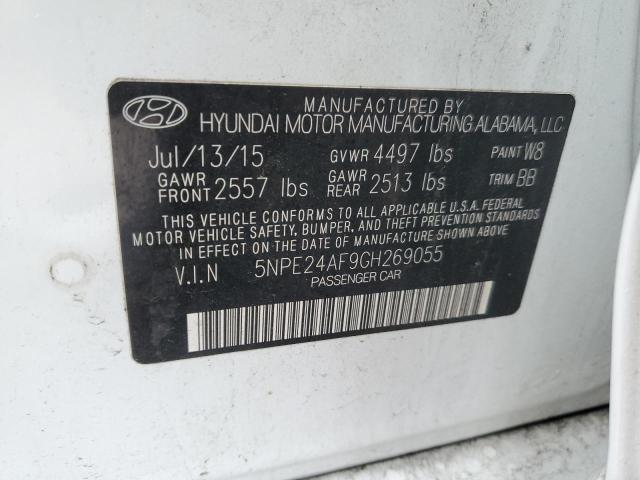 MANUFACTURED BY
HYUNDAI MOTOR MANUFACTURING ALABAMA, LLC
Jul/13/15 GVWR 4497 lbs PAINT W8
GAWR FRONT 2557 lbs GAWR REAR 2513 lbs TRIM BB
THIS VEHICLE CONFORMS TO ALL APPLICABLE U.S.A. FEDERAL
MOTOR VEHICLE SAFETY, BUMPER, AND THEFT PREVENTION STANDARDS
IN EFFECT ON THE DATE OF MANUFACTURE SHOWN ABOVE
V.I.N 5NPE24AF9GH269055
PASSENGER CAR